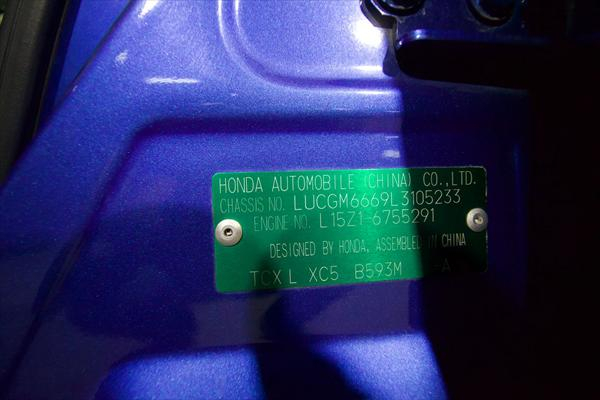 HONDA AUTOMOBILE (CHINA) CO.,LTD.
CHASSIS NO. LUCGM6669L3105233
ENGINE NO. L15Z1-6755291
DESIGNED BY HONDA, ASSEMBLED IN CHINA
TCX L XC5 B593M -A